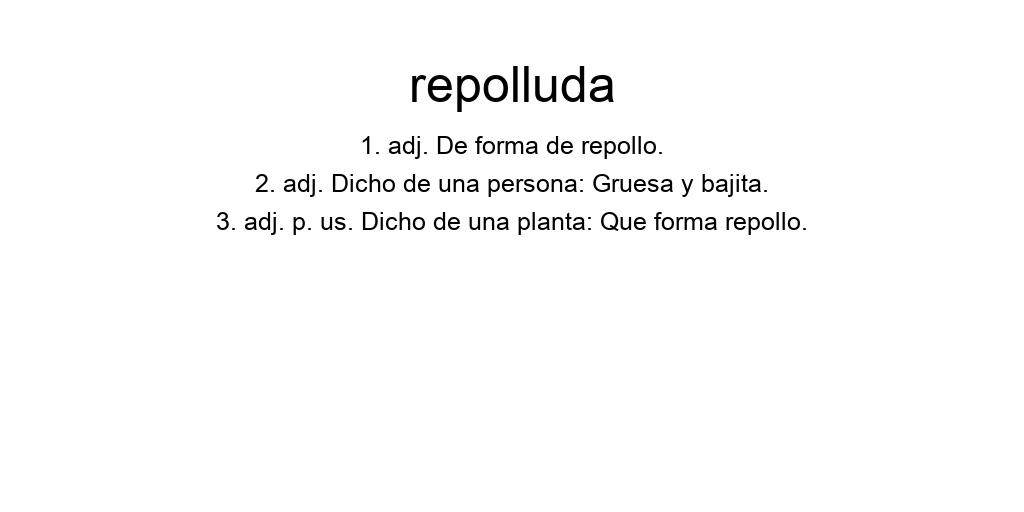 repolluda
1. adj. De forma de repollo.
2. adj. Dicho de una persona: Gruesa y bajita.
3. adj. p. us. Dicho de una planta: Que forma repollo.